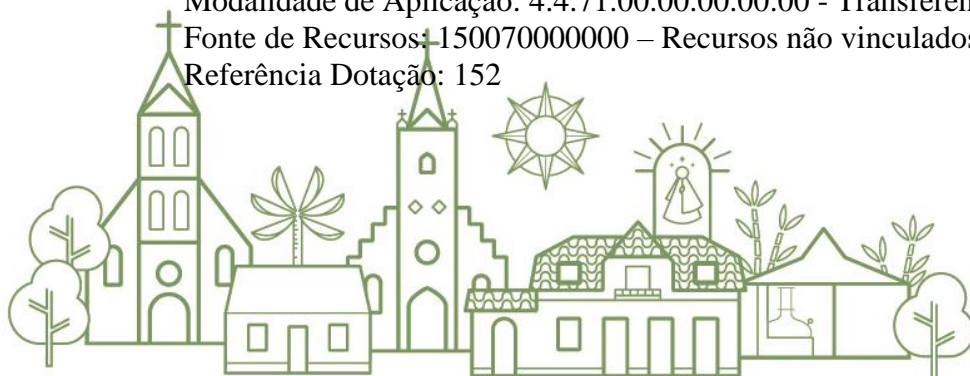 Modalidade de Aplicação: 4.4.71.00.00.00.00.00 - Transferên
Fonte de Recursos: 150070000000 – Recursos não vinculados
Referência Dotação: 152